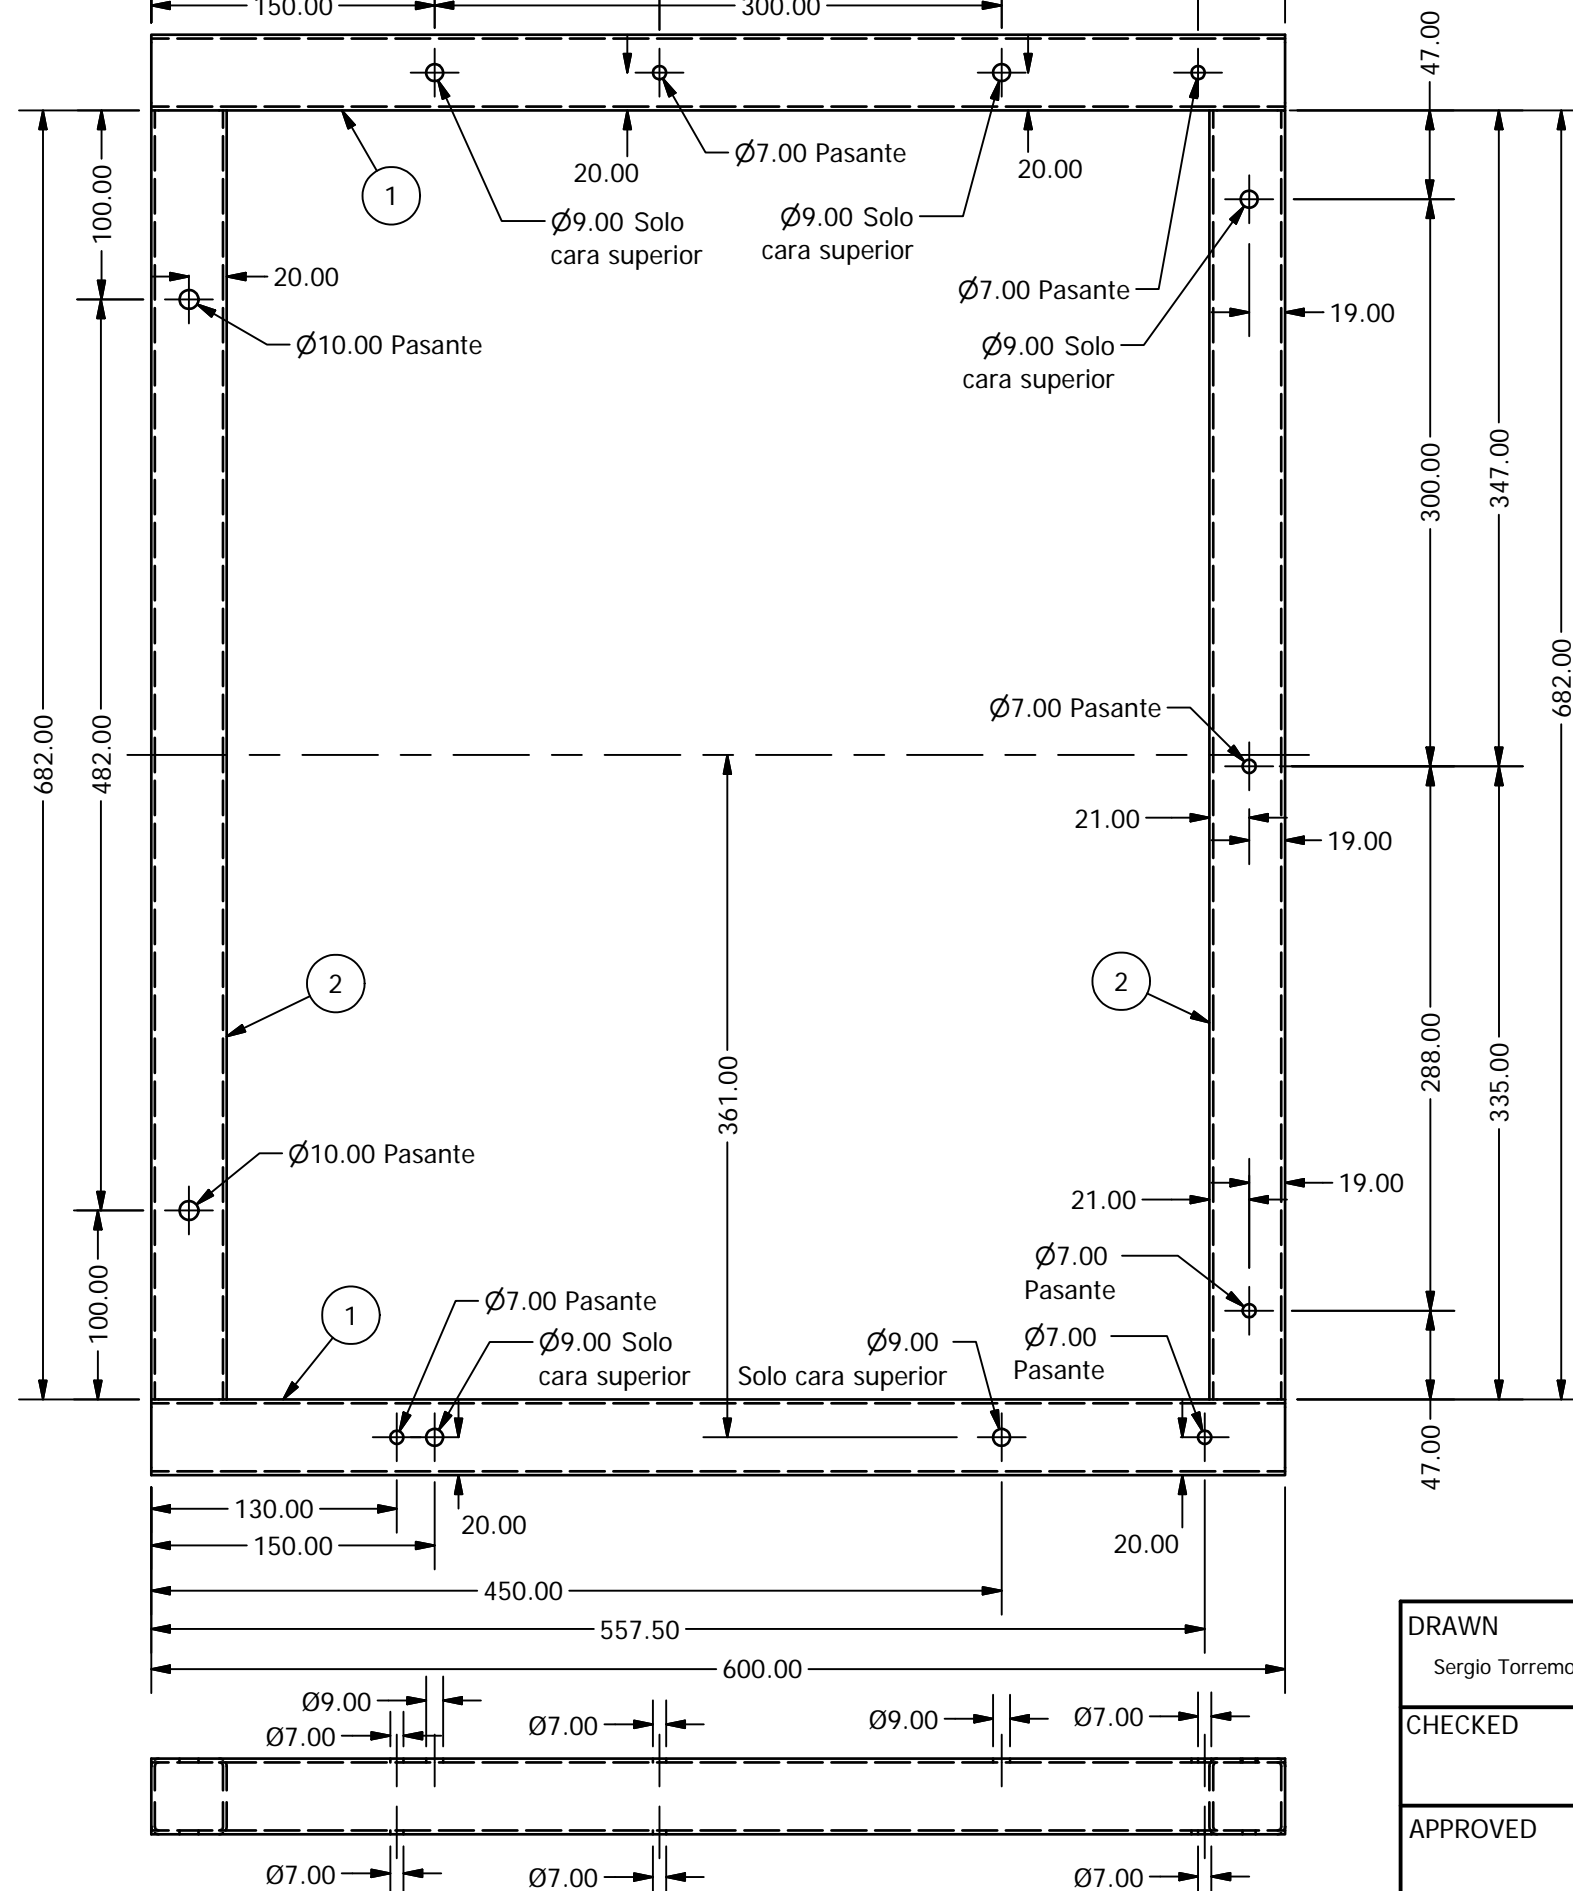 150.00
300.00
47.00
Ø7.00 Pasante
20.00
20.00
100.00
1
Ø9.00 Solo
cara superior
Ø9.00 Solo
cara superior
20.00
Ø7.00 Pasante
19.00
Ø10.00 Pasante
Ø9.00 Solo
cara superior
300.00
347.00
682.00
Ø7.00 Pasante
682.00
482.00
21.00
19.00
2
2
361.00
288.00
335.00
Ø10.00 Pasante
19.00
21.00
Ø7.00
Pasante
100.00
1
Ø7.00 Pasante
Ø9.00 Solo
cara superior
Ø9.00
Solo cara superior
Ø7.00
Pasante
47.00
130.00
20.00
150.00
20.00
450.00
557.50
600.00
DRAWN
Sergio Torremo
Ø9.00
Ø7.00
Ø7.00
Ø9.00
Ø7.00
CHECKED
APPROVED
Ø7.00
Ø7.00
Ø7.00